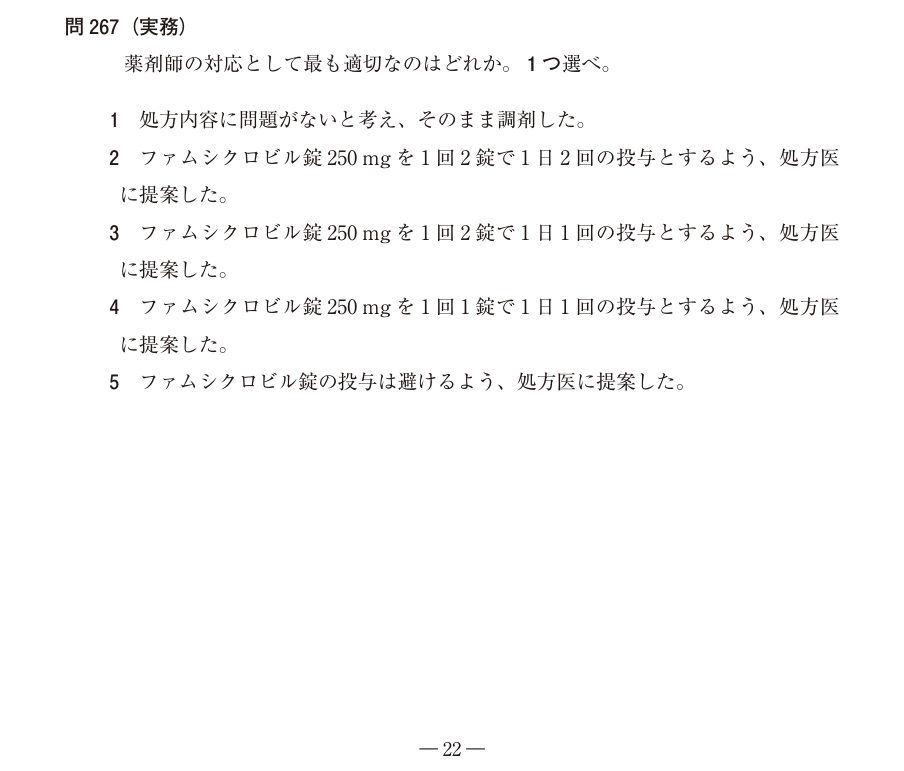 問 267（実務）
薬剤師の対応として最も適切なのはどれか。1つ選べ。
1　処方内容に問題がないと考え、そのまま調剤した。
2　ファムシクロビル錠 250 mg を１回２錠で１日２回の投与とするよう、処方医
に提案した。
3　ファムシクロビル錠 250 mg を１回２錠で１日１回の投与とするよう、処方医
に提案した。
4　ファムシクロビル錠 250 mg を１回１錠で１日１回の投与とするよう、処方医
に提案した。
5　ファムシクロビル錠の投与は避けるよう、処方医に提案した。
― 22 ―